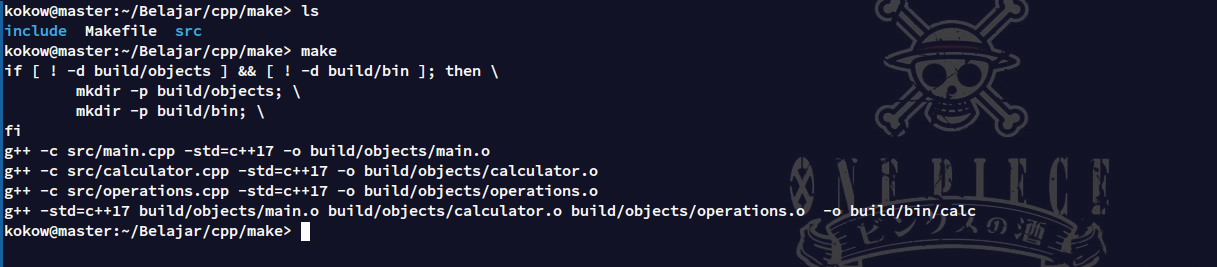 kokow@master:~/Belajar/cpp/make> ls
include  Makefile  src
kokow@master:~/Belajar/cpp/make> make
if [ ! -d build/objects ] && [ ! -d build/bin ]; then \
        mkdir -p build/objects; \
        mkdir -p build/bin; \
fi
g++ -c src/main.cpp -std=c++17 -o build/objects/main.o
g++ -c src/calculator.cpp -std=c++17 -o build/objects/calculator.o
g++ -c src/operations.cpp -std=c++17 -o build/objects/operations.o
g++ -std=c++17 build/objects/main.o build/objects/calculator.o build/objects/operations.o  -o build/bin/calc
kokow@master:~/Belajar/cpp/make>
ONE PIECE
ビンクスの酒